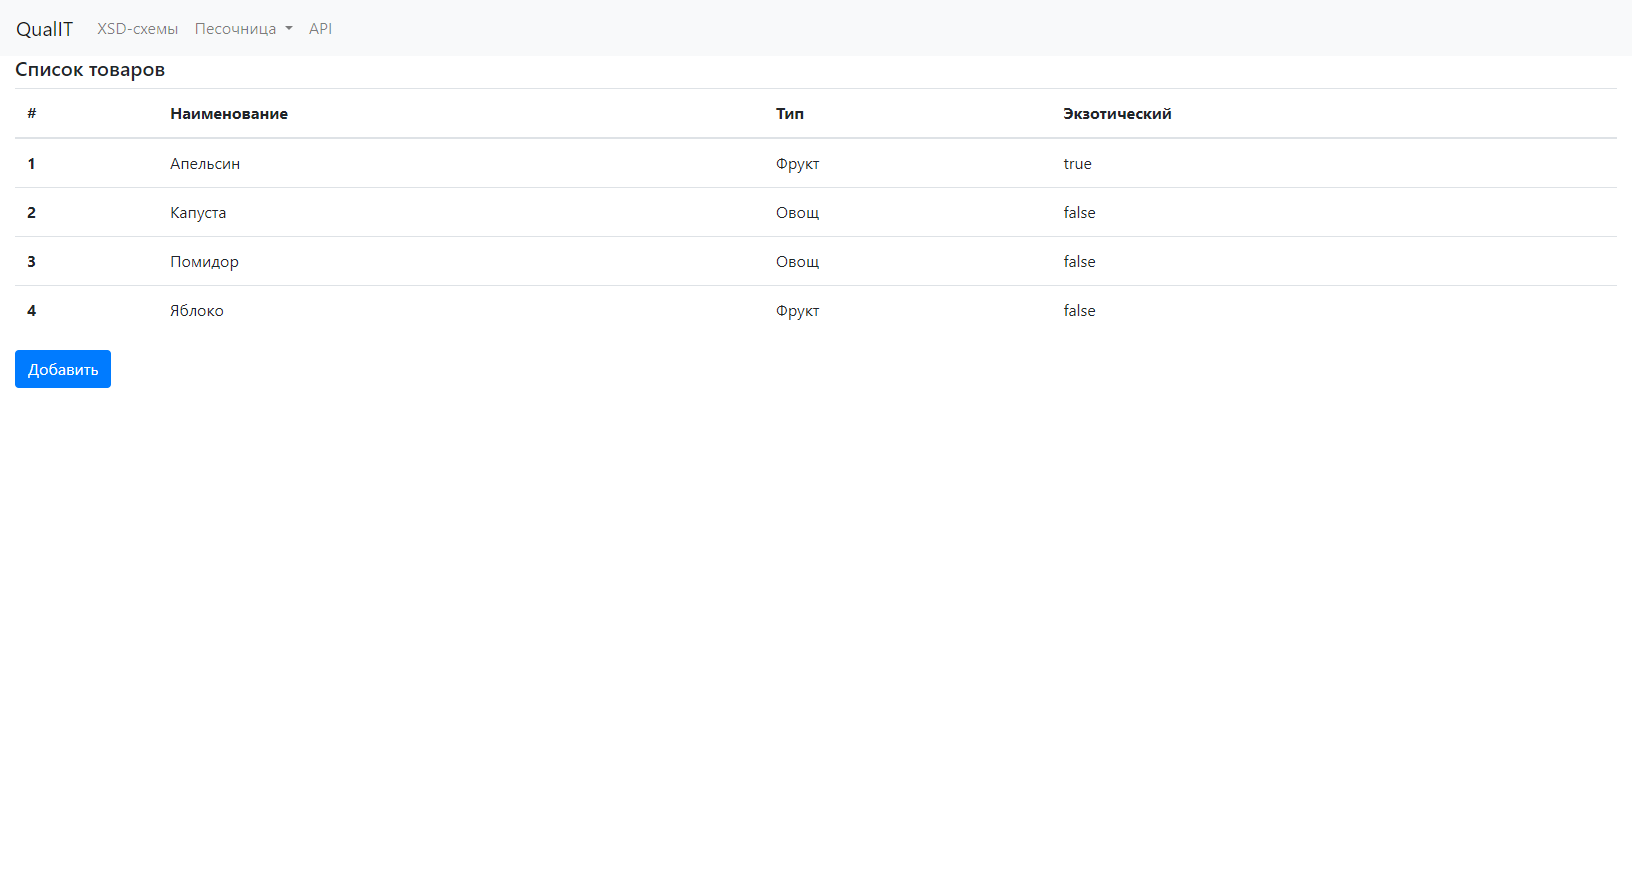 QualIT XSD-схемы Песочница API
Список товаров
# Наименование Тип Экзотический
1 Апельсин Фрукт true
2 Капуста Овощ false
3 Помидор Овощ false
4 Яблоко Фрукт false
Добавить